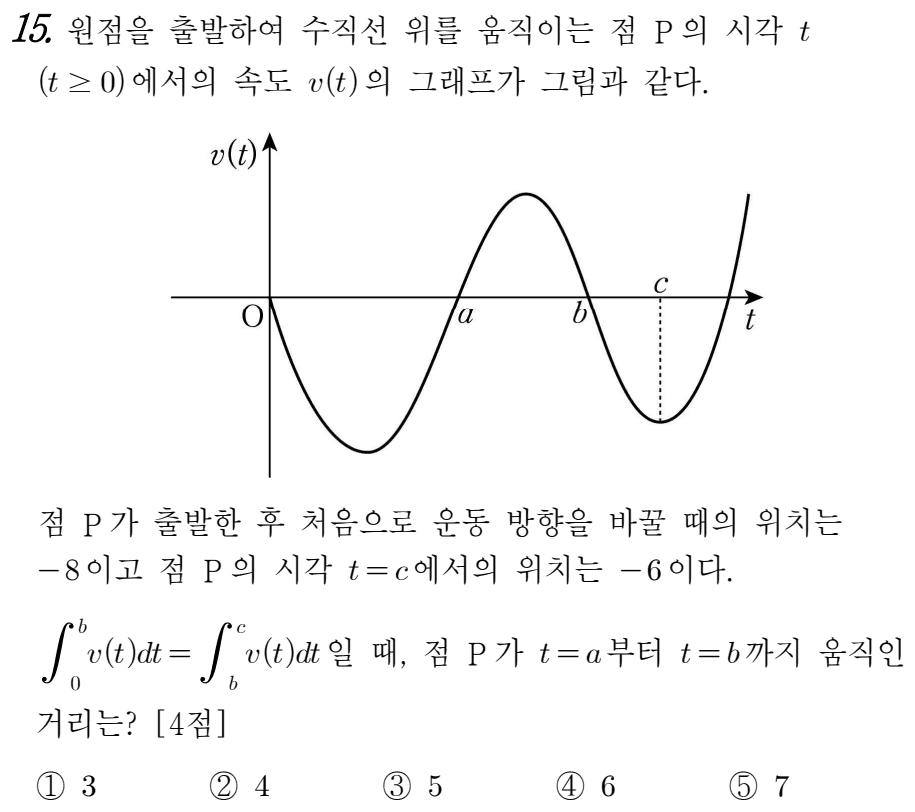 15. 원점을 출발하여 수직선 위를 움직이는 점 P의 시각 t
(t ≥ 0)에서의 속도 v(t)의 그래프가 그림과 같다.
v(t)
c
O a b t
점 P가 출발한 후 처음으로 운동 방향을 바꿀 때의 위치는
−8이고 점 P의 시각 t=c에서의 위치는 −6이다.
∫₀ᵇ v(t)dt = ∫_b^c v(t)dt일 때, 점 P가 t=a부터 t=b까지 움직인
거리는? [4점]
① 3 ② 4 ③ 5 ④ 6 ⑤ 7